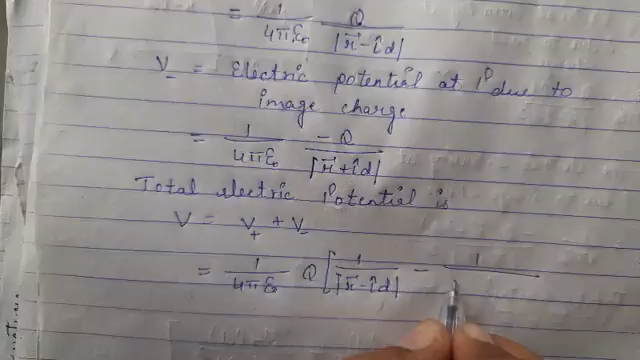 = 1/4πε₀ Q/|r⃗ - îd|
V₋ = Electric potential at P due to
image charge
= 1/4πε₀ -Q/|r⃗ + îd|
Total electric Potential is
V = V₊ + V₋
= 1/4πε₀ Q[1/|r⃗ - îd| - 1/